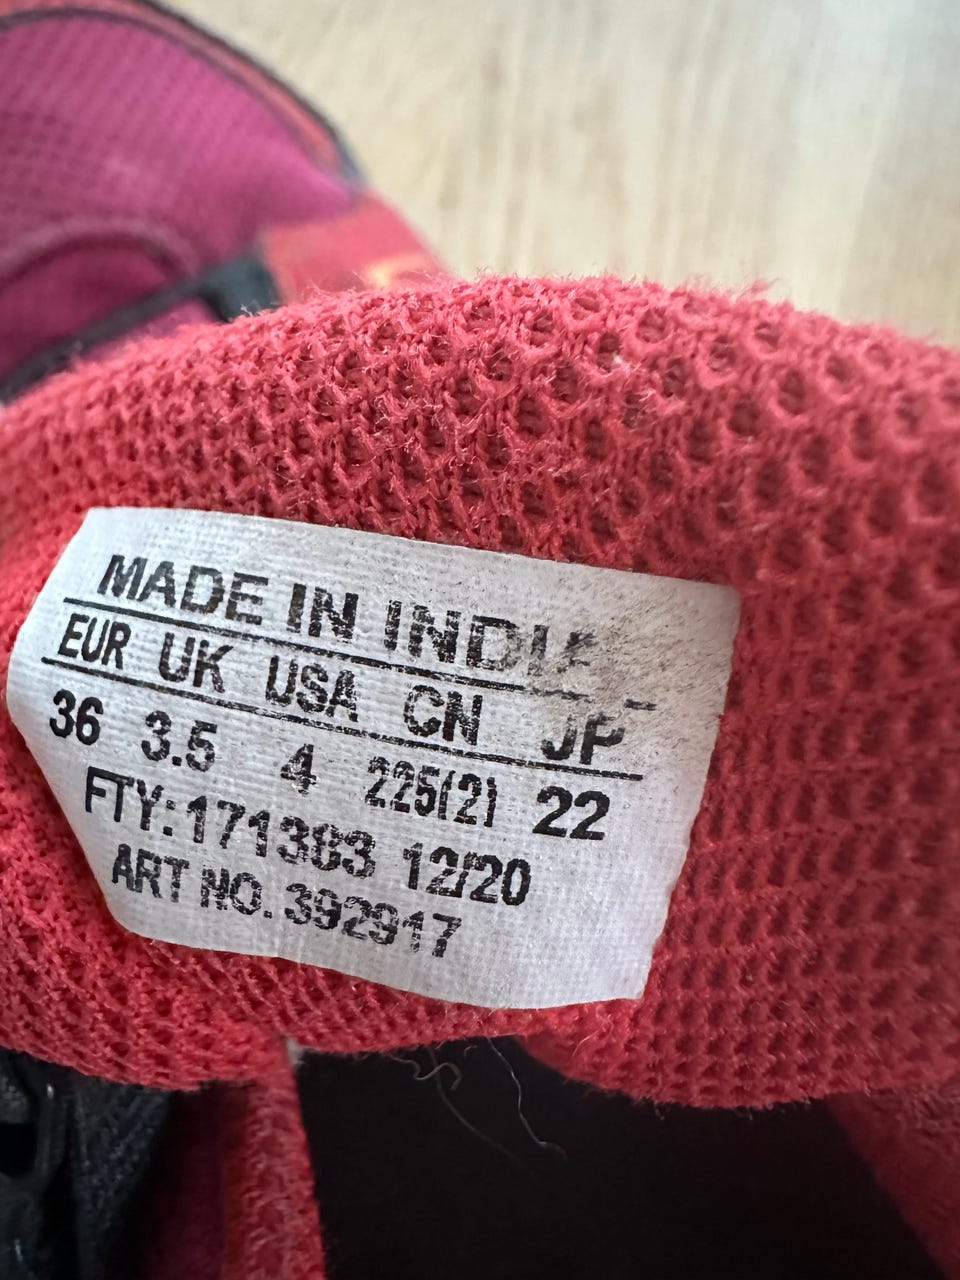 MADE IN INDIA
EUR UK USA CN JP
36 3.5 4 225(2) 22
FTY: 171383 12/20
ART NO. 392917